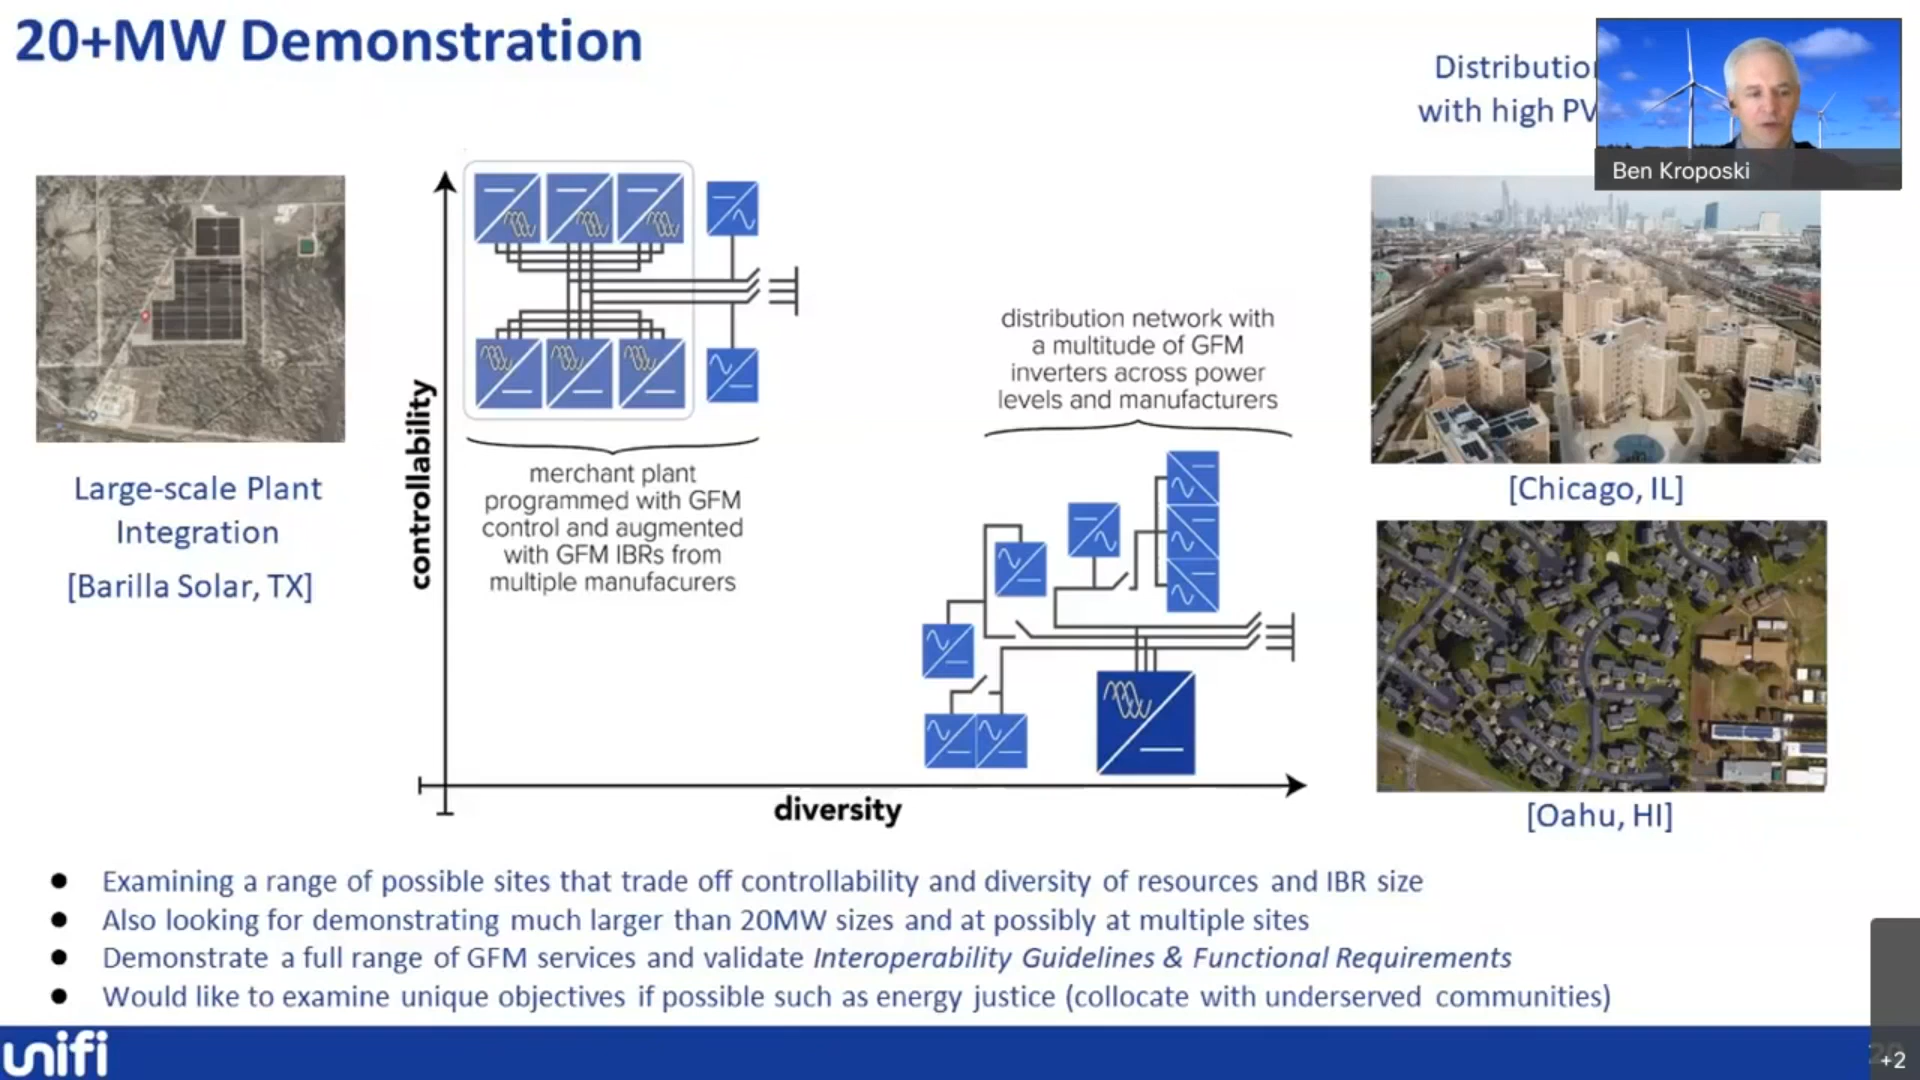 20+MW Demonstration
Distributio
with high PV
Ben Kroposki
Large-scale Plant
Integration
[Barilla Solar, TX]
controllability
merchant plant
programmed with GFM
control and augmented
with GFM IBRs from
multiple manufacurers
distribution network with
a multitude of GFM
inverters across power
levels and manufacturers
diversity
[Chicago, IL]
[Oahu, HI]
● Examining a range of possible sites that trade off controllability and diversity of resources and IBR size
● Also looking for demonstrating much larger than 20MW sizes and at possibly at multiple sites
● Demonstrate a full range of GFM services and validate Interoperability Guidelines & Functional Requirements
● Would like to examine unique objectives if possible such as energy justice (collocate with underserved communities)
unifi
+2